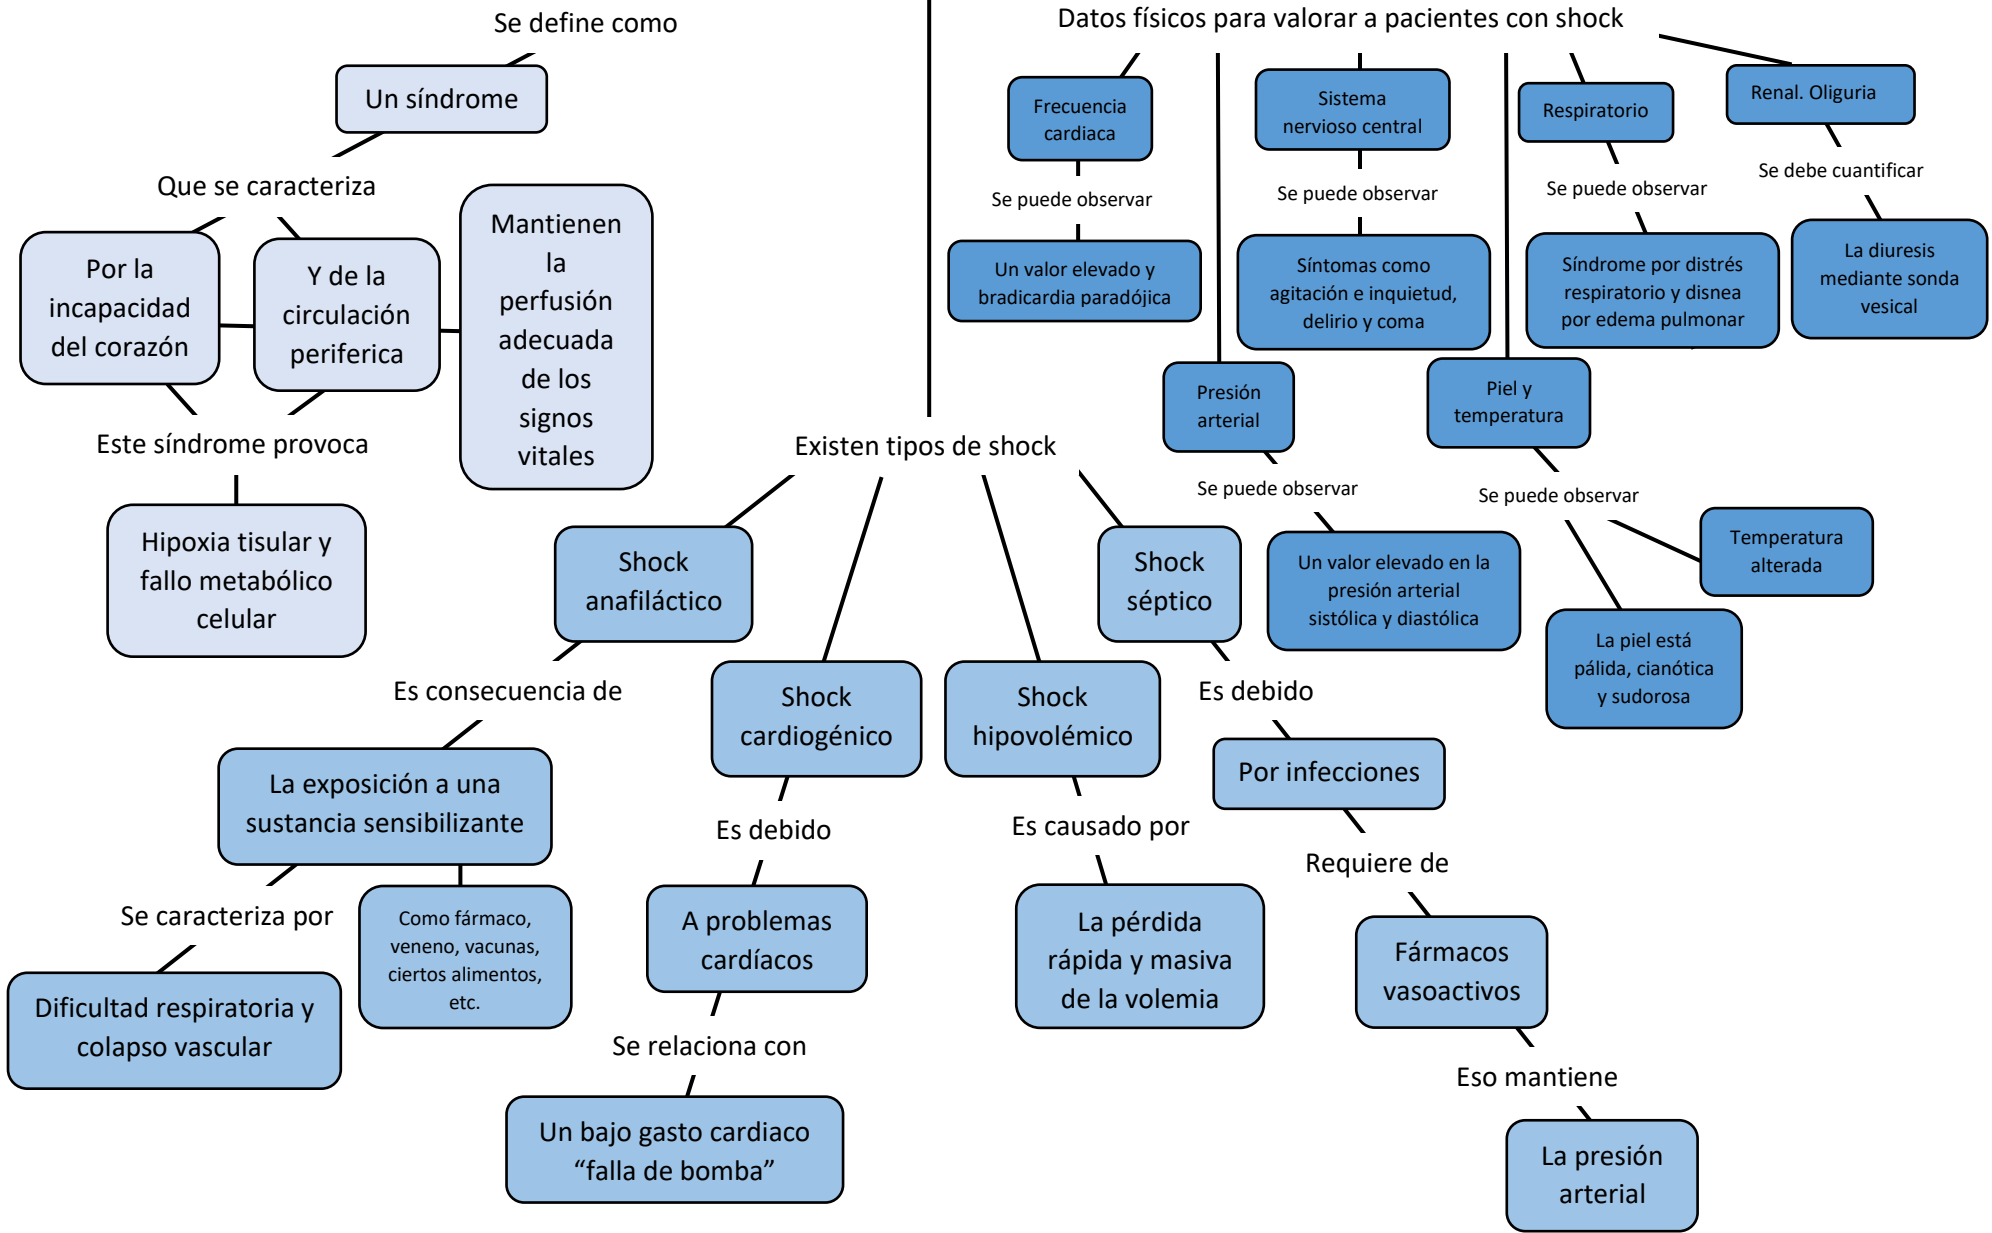 Se define como
Un síndrome
Que se caracteriza
Por la
incapacidad
del corazón
Y de la
circulación
periferica
Mantienen
la
perfusión
adecuada
de los
signos
vitales
Este síndrome provoca
Hipoxia tisular y
fallo metabólico
celular
Datos físicos para valorar a pacientes con shock
Frecuencia
cardiaca
Se puede observar
Un valor elevado y
bradicardia paradójica
Presión
arterial
Se puede observar
Un valor elevado en la
presión arterial
sistólica y diastólica
Sistema
nervioso central
Se puede observar
Síntomas como
agitación e inquietud,
delirio y coma
Piel y
temperatura
Se puede observar
La piel está
pálida, cianótica
y sudorosa
Temperatura
alterada
Respiratorio
Se puede observar
Síndrome por distrés
respiratorio y disnea
por edema pulmonar
Renal. Oliguria
Se debe cuantificar
La diuresis
mediante sonda
vesical
Existen tipos de shock
Shock
anafiláctico
Es consecuencia de
La exposición a una
sustancia sensibilizante
Se caracteriza por
Dificultad respiratoria y
colapso vascular
Como fármaco,
veneno, vacunas,
ciertos alimentos,
etc.
Shock
cardiogénico
Es debido
A problemas
cardíacos
Se relaciona con
Un bajo gasto cardiaco
“falla de bomba”
Shock
hipovolémico
Es causado por
La pérdida
rápida y masiva
de la volemia
Shock
séptico
Es debido
Por infecciones
Requiere de
Fármacos
vasoactivos
Eso mantiene
La presión
arterial